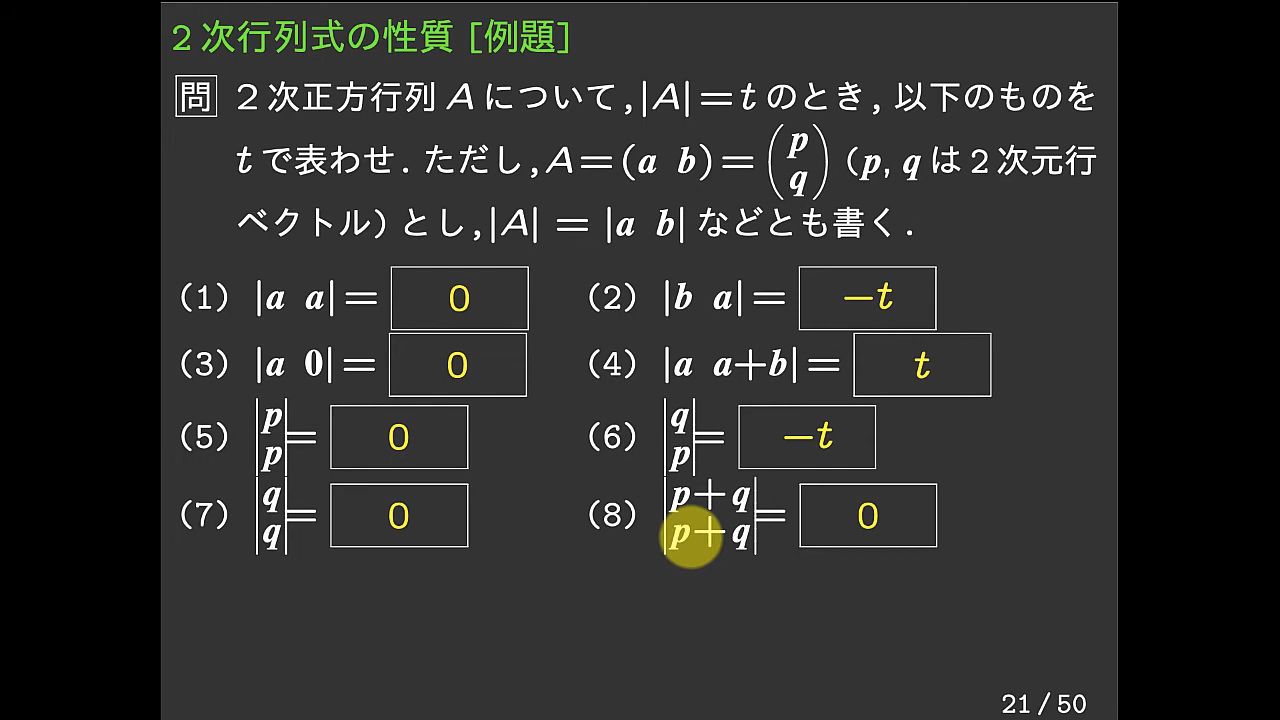 2次行列式の性質 [例題]
問 2次正方行列 A について, |A|=t のとき, 以下のものを
t で表わせ. ただし, A=(a b)=(p q) (p, q は2次元行
ベクトル) とし, |A| = |a b| などとも書く.
(1) |a a|= 0 (2) |b a|= −t
(3) |a 0|= 0 (4) |a a+b|= t
(5) |p p|= 0 (6) |q p|= −t
(7) |q q|= 0 (8) |p+q p+q|= 0
21 / 50